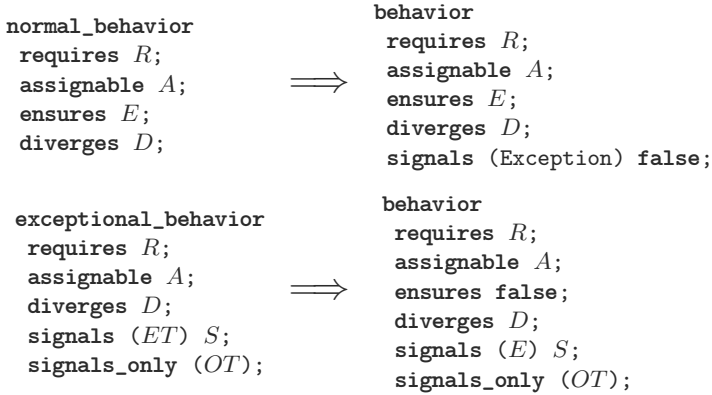 normal_behavior
requires R;
assignable A;
ensures E;
diverges D;
⟹
behavior
requires R;
assignable A;
ensures E;
diverges D;
signals (Exception) false;
exceptional_behavior
requires R;
assignable A;
diverges D;
signals (ET) S;
signals_only (OT);
⟹
behavior
requires R;
assignable A;
ensures false;
diverges D;
signals (E) S;
signals_only (OT);